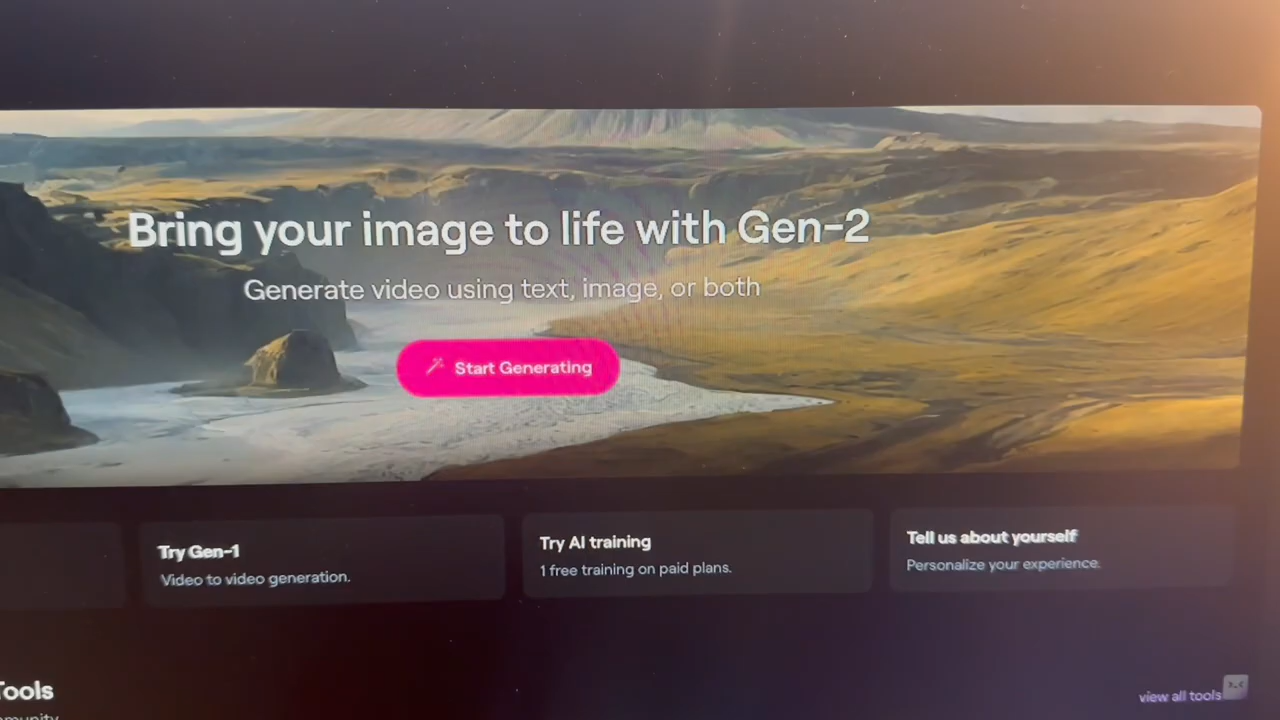 Bring your image to life with Gen-2
Generate video using text, image, or both
Start Generating
Try Gen-1
Video to video generation.
Try AI training
1 free training on paid plans.
Tell us about yourself
Personalize your experience.
Tools
view all tools